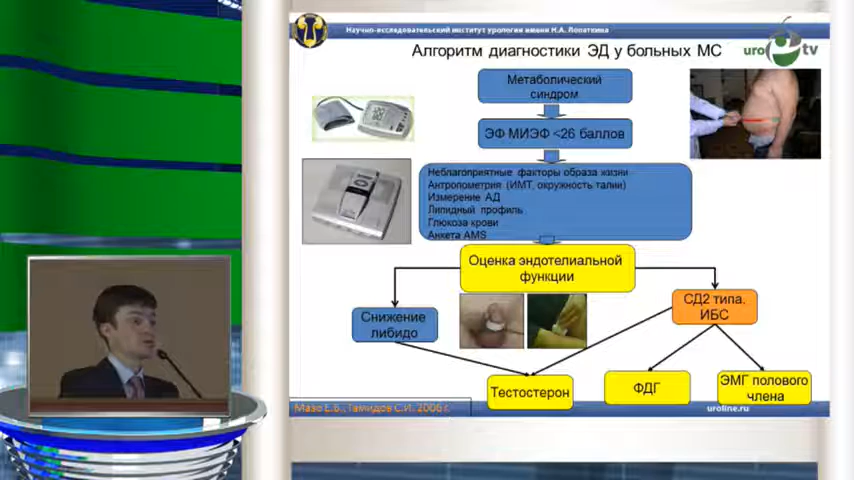 Научно-исследовательский институт урологии имени Н.А. Лопаткина
Алгоритм диагностики ЭД у больных МС
uro tv
Метаболический
синдром
ЭФ МИЭФ <26 баллов
Неблагоприятные факторы образа жизни
Антропометрия (ИМТ, окружность талии)
Измерение АД
Липидный профиль
Глюкоза крови
Анкета AMS
Оценка эндотелиальной
функции
Снижение
либидо
СД2 типа.
ИБС
Тестостерон
ФДГ
ЭМГ полового
члена
Мазо Е.Б., Гамидов С.И. 2006 г.
uroline.ru